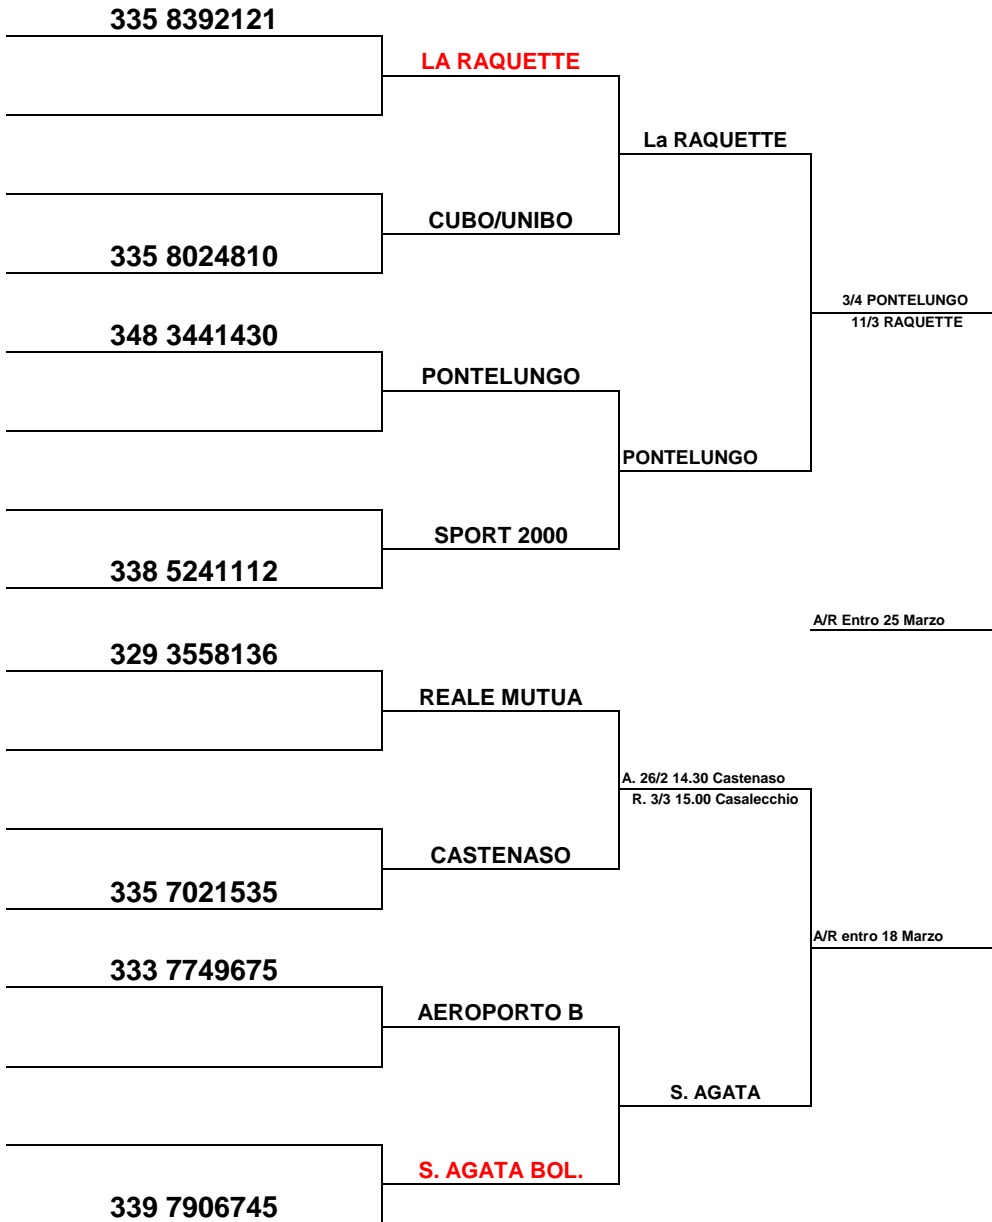 335 8392121
LA RAQUETTE
La RAQUETTE
CUBO/UNIBO
335 8024810
3/4 PONTELUNGO
11/3 RAQUETTE
348 3441430
PONTELUNGO
PONTELUNGO
SPORT 2000
338 5241112
A/R Entro 25 Marzo
329 3558136
REALE MUTUA
A. 26/2 14.30 Castenaso
R. 3/3 15.00 Casalecchio
CASTENASO
335 7021535
A/R entro 18 Marzo
333 7749675
AEROPORTO B
S. AGATA
S. AGATA BOL.
339 7906745